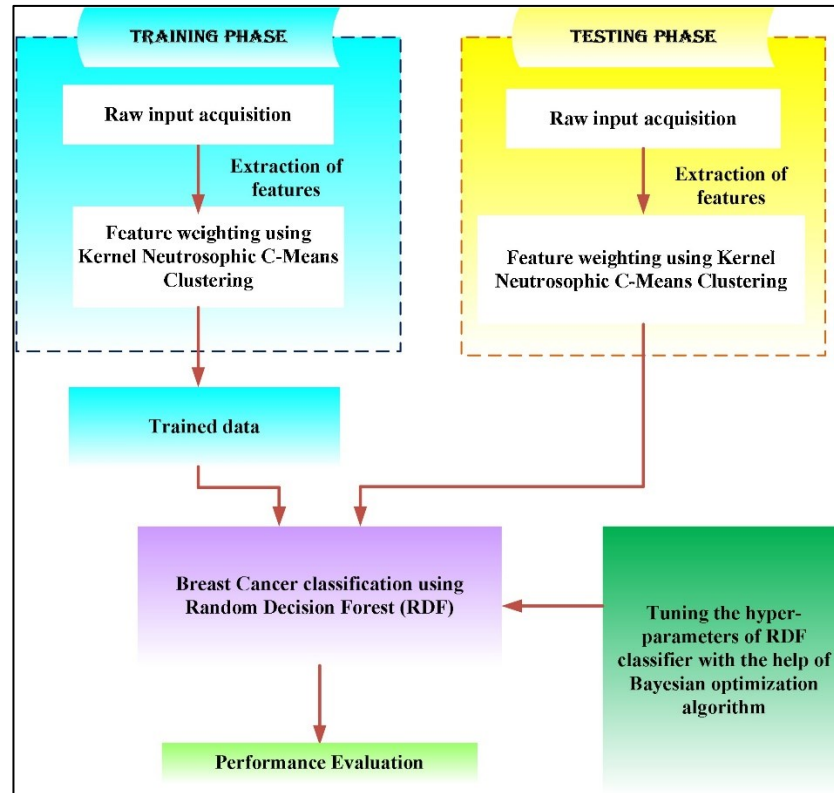 TRAINING PHASE
Raw input acquisition
Extraction of
features
Feature weighting using
Kernel Neutrosophic C-Means
Clustering
Trained data
TESTING PHASE
Raw input acquisition
Extraction of
features
Feature weighting using Kernel
Neutrosophic C-Means Clustering
Breast Cancer classification using
Random Decision Forest (RDF)
Tuning the hyper-
parameters of RDF
classifier with the help of
Bayesian optimization
algorithm
Performance Evaluation